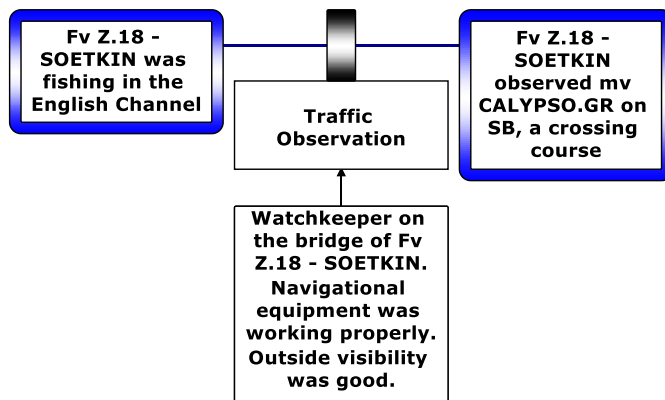 Fv Z.18 -
SOETKIN was
fishing in the
English Channel
Traffic
Observation
Fv Z.18 -
SOETKIN
observed mv
CALYPSO.GR on
SB, a crossing
course
Watchkeeper on
the bridge of Fv
Z.18 - SOETKIN.
Navigational
equipment was
working properly.
Outside visibility
was good.